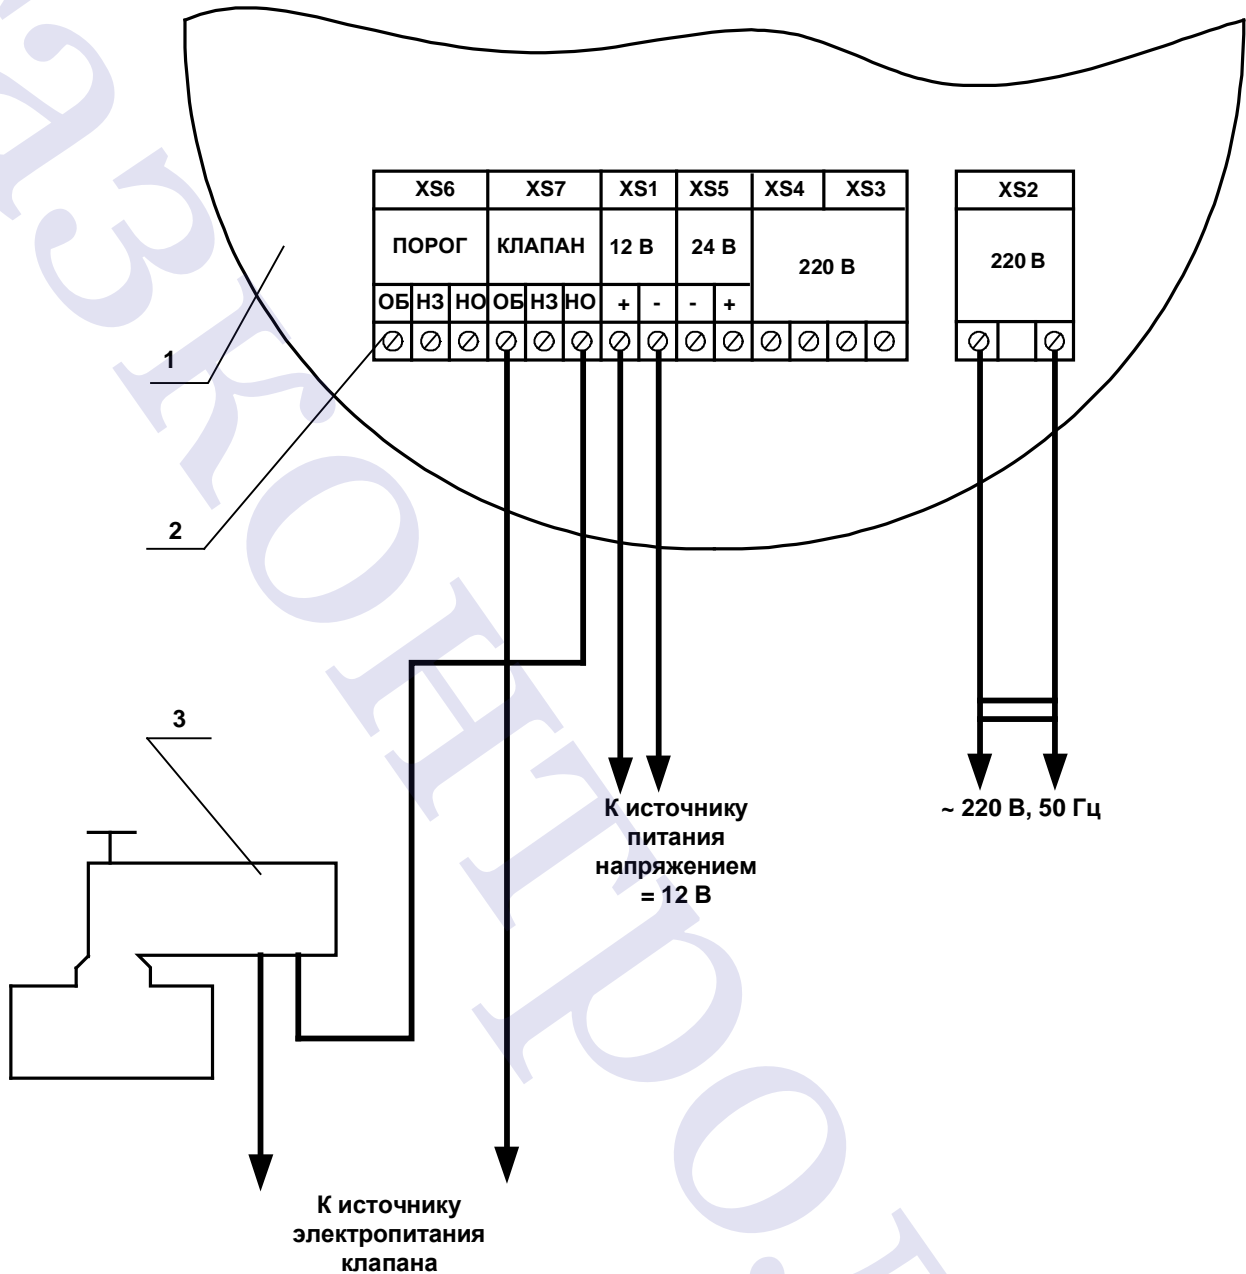 XS6 XS7 XS1 XS5 XS4 XS3 XS2
ПОРОГ КЛАПАН 12 В 24 В 220 В 220 В
ОБ НЗ НО ОБ НЗ НО + - - +
1
2
3
К источнику
питания
напряжением
= 12 В
~ 220 В, 50 Гц
К источнику
электропитания
клапана
азконтро.